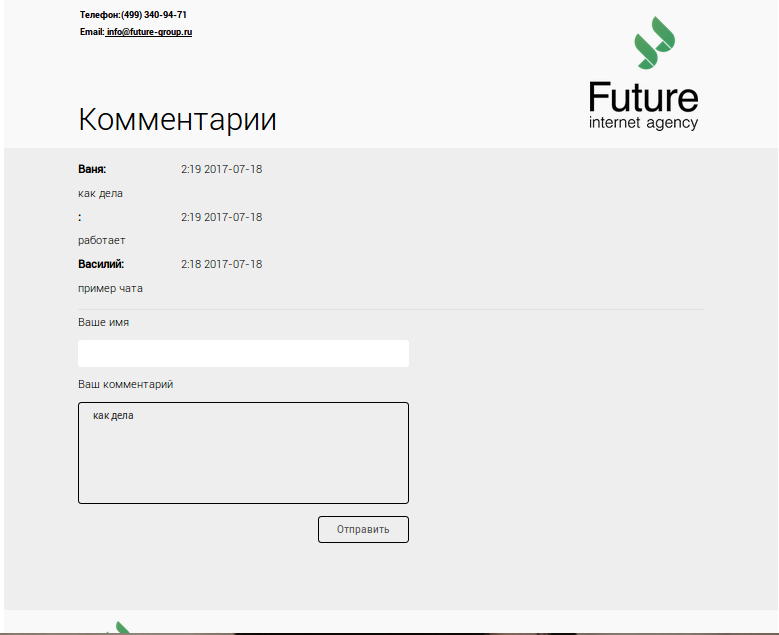 Телефон:(499) 340-94-71
Email: info@future-group.ru
Future
internet agency
Комментарии
Ваня: 2:19 2017-07-18
как дела
: 2:19 2017-07-18
работает
Василий: 2:18 2017-07-18
пример чата
Ваше имя
Ваш комментарий
как дела
Отправить